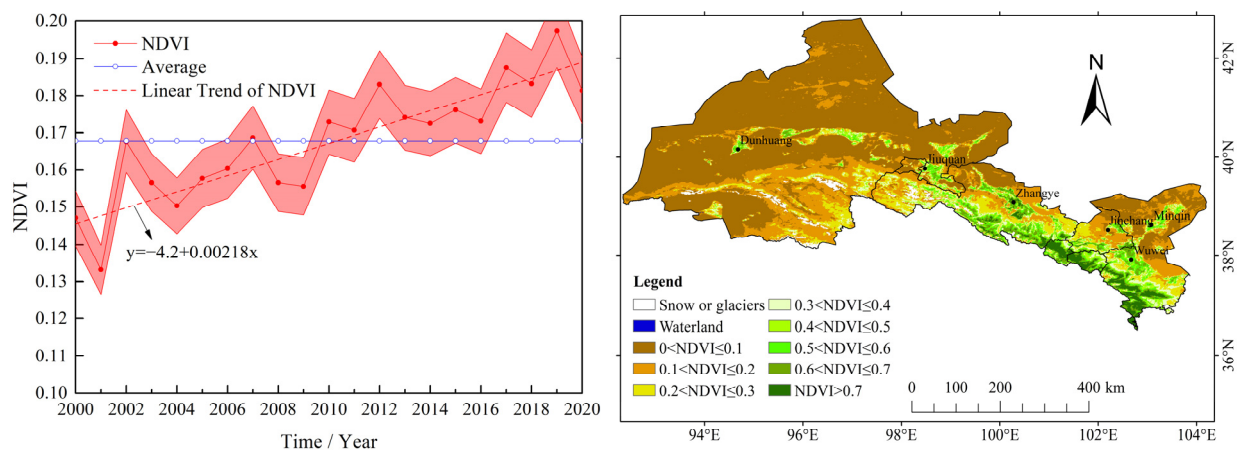 0.20
0.19
0.18
0.17
0.16
0.15
0.14
0.13
0.12
0.11
0.10
NDVI
NDVI
Average
Linear Trend of NDVI
y=−4.2+0.00218x
2000 2002 2004 2006 2008 2010 2012 2014 2016 2018 2020
Time / Year
N
Dunhuang
Jiuquan
Zhangye
Jinchang
Minqin
Wuwei
Legend
Snow or glaciers
Waterland
0<NDVI≤0.1
0.1<NDVI≤0.2
0.2<NDVI≤0.3
0.3<NDVI≤0.4
0.4<NDVI≤0.5
0.5<NDVI≤0.6
0.6<NDVI≤0.7
NDVI>0.7
0 100 200 400 km
42°N
40°N
38°N
36°N
94°E 96°E 98°E 100°E 102°E 104°E